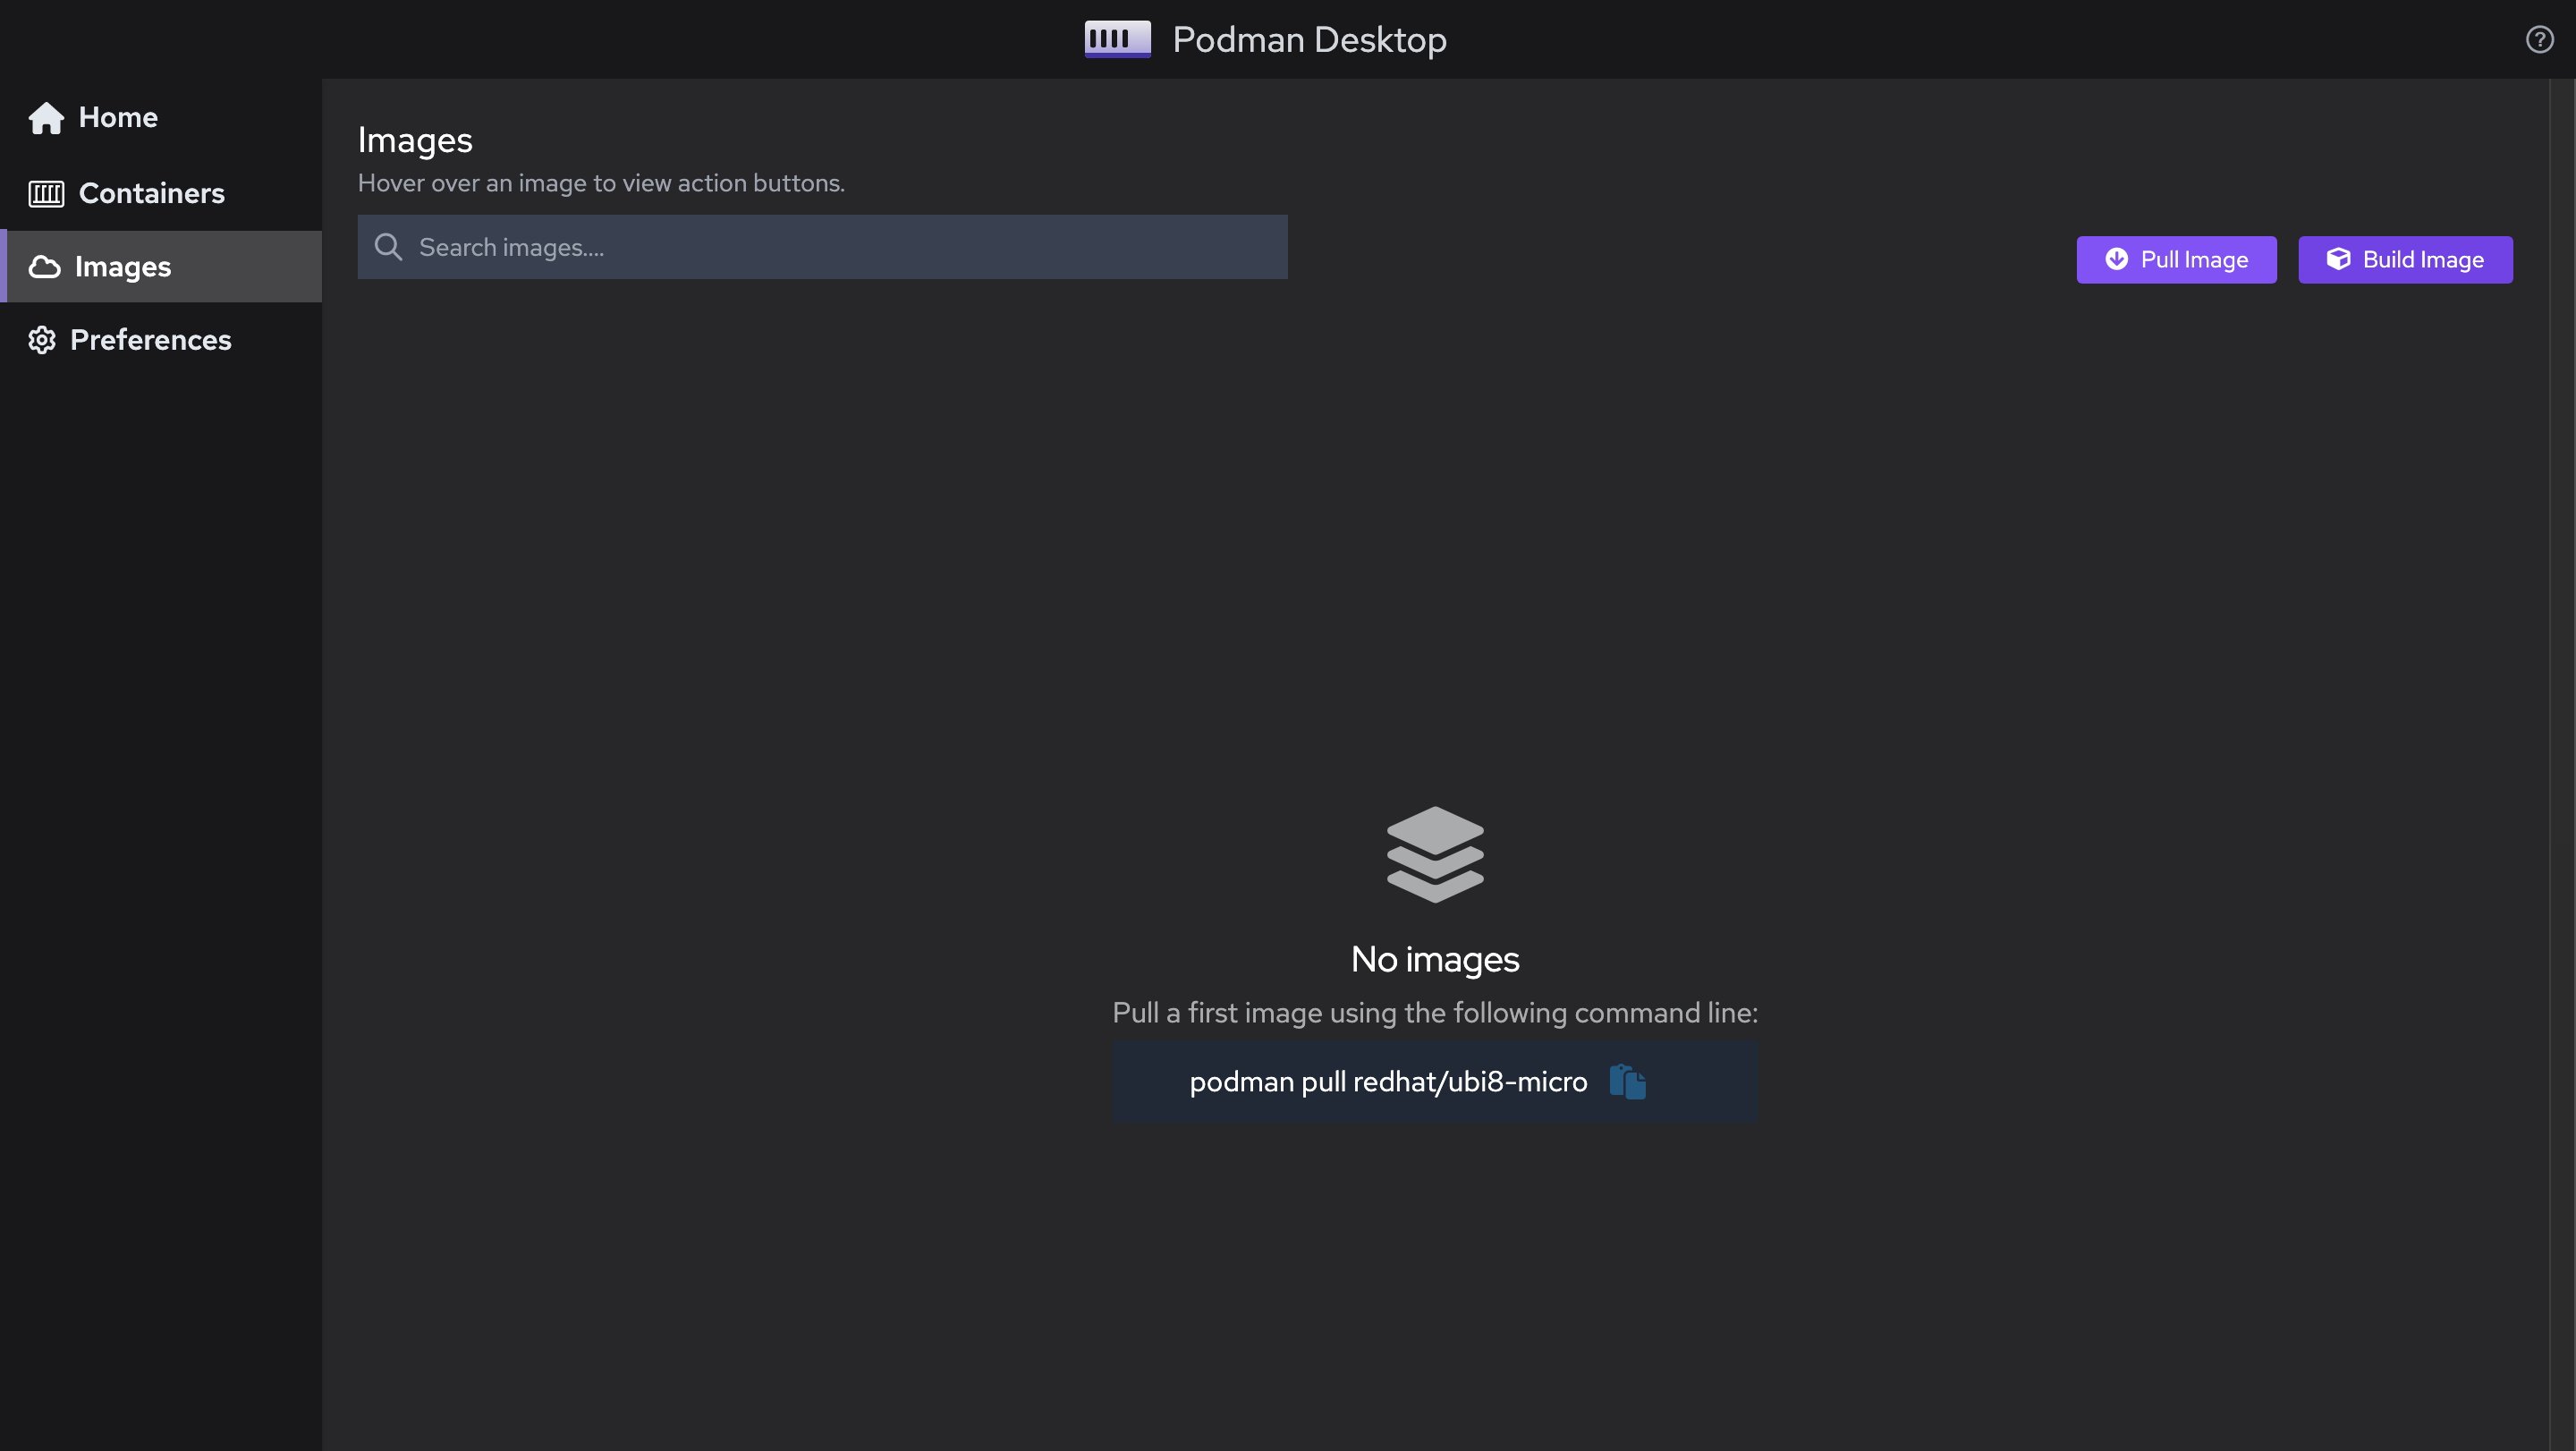 Podman Desktop
Home
Containers
Images
Preferences
Images
Hover over an image to view action buttons.
Search images....
Pull Image
Build Image
No images
Pull a first image using the following command line:
podman pull redhat/ubi8-micro